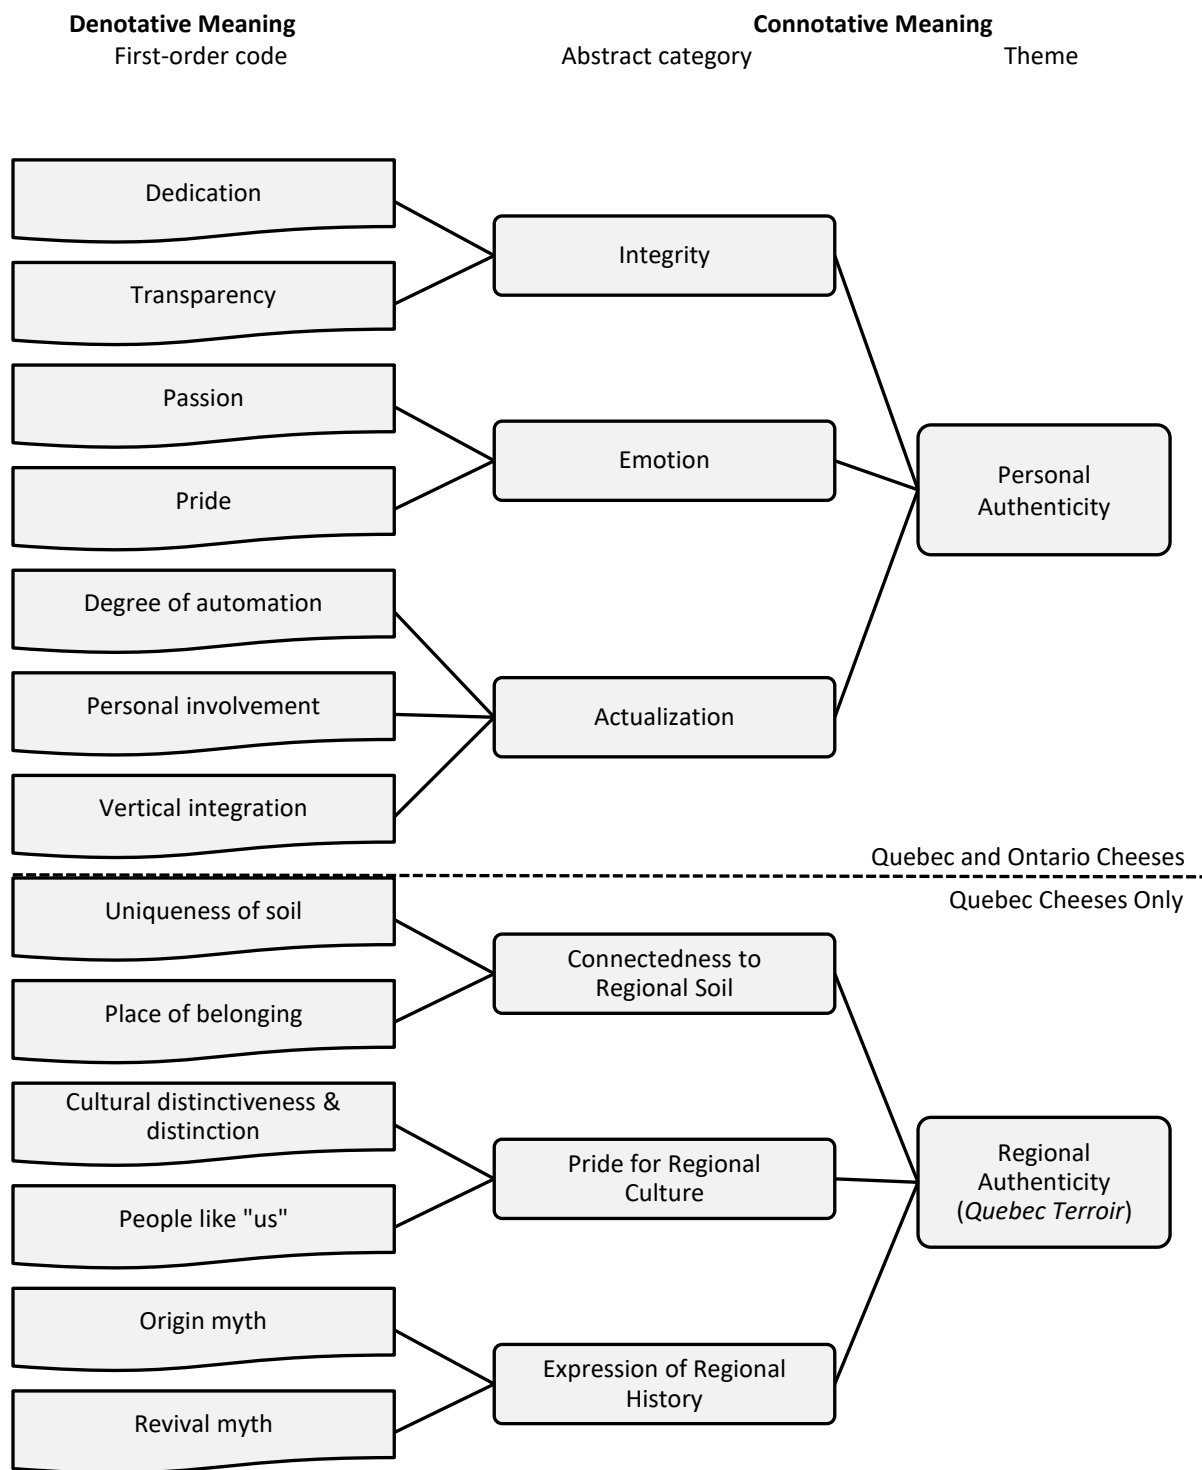 Denotative Meaning
Connotative Meaning
First-order code
Abstract category
Theme
Dedication
Transparency
Integrity
Passion
Pride
Emotion
Degree of automation
Personal involvement
Vertical integration
Actualization
Personal
Authenticity
Quebec and Ontario Cheeses
Quebec Cheeses Only
Uniqueness of soil
Place of belonging
Connectedness to
Regional Soil
Cultural distinctiveness &
distinction
People like "us"
Pride for Regional
Culture
Origin myth
Revival myth
Expression of Regional
History
Regional
Authenticity
(Quebec Terroir)